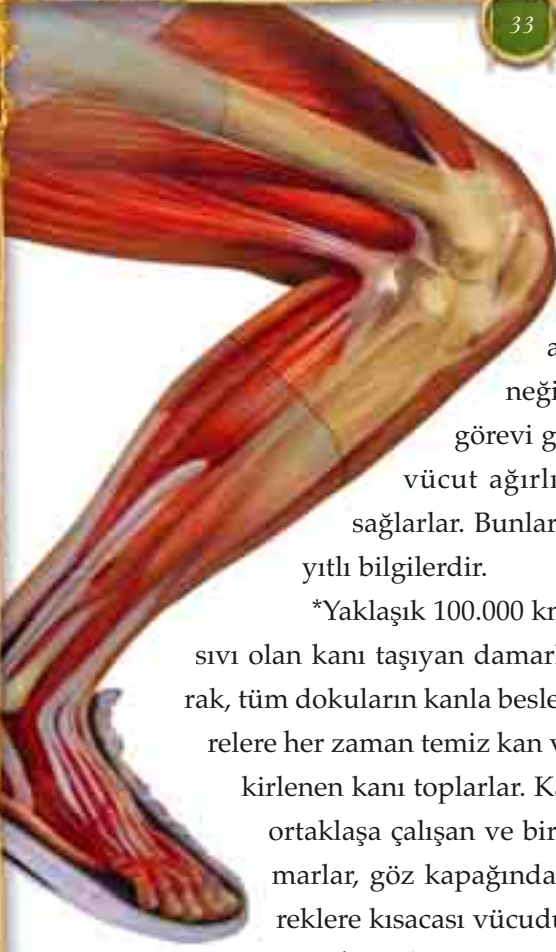 33
a
neği
görevi g
vücut ağırlı
sağlarlar. Bunlar
yıtlı bilgilerdir.
*Yaklaşık 100.000 km
sıvı olan kanı taşıyan damarl
rak, tüm dokuların kanla besle
relere her zaman temiz kan v
kirlenen kanı toplarlar. Ka
ortaklaşa çalışan ve bir
marlar, göz kapağında
reklere kısacası vücudu